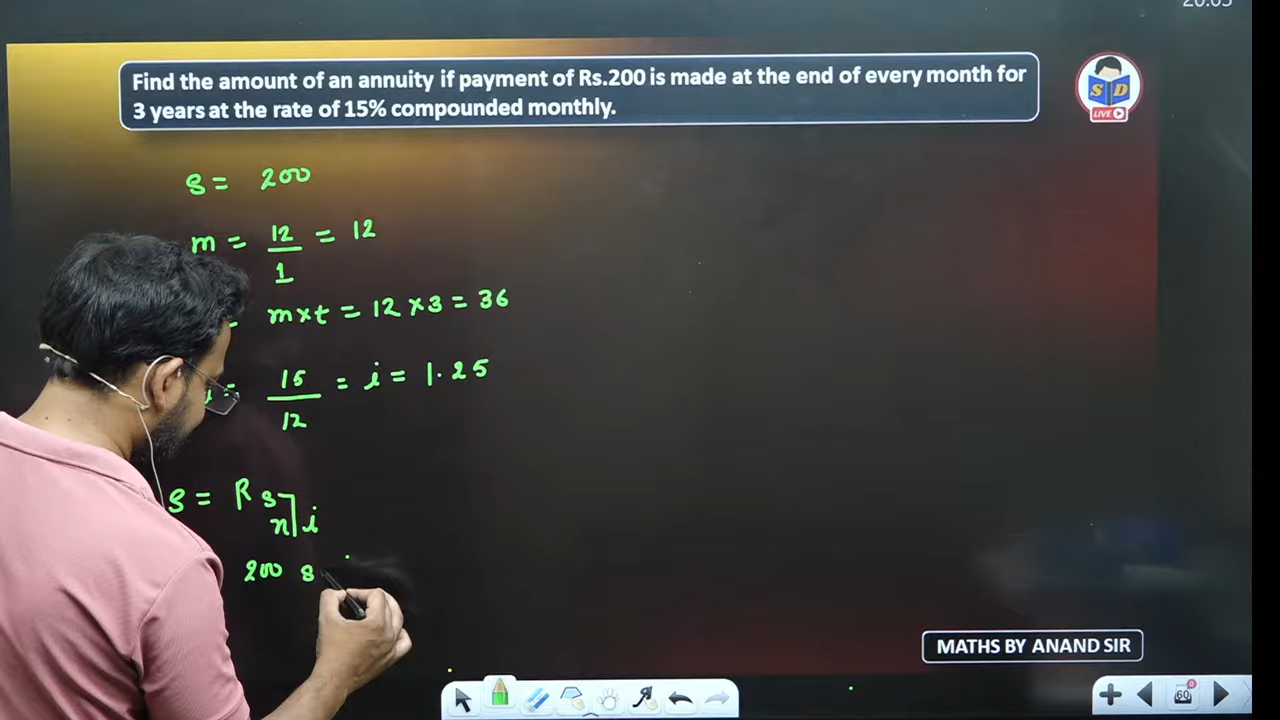 20:05
Find the amount of an annuity if payment of Rs.200 is made at the end of every month for
3 years at the rate of 15% compounded monthly.
S D
LIVE
s = 200
m = 12/1 = 12
= m×t = 12 × 3 = 36
= 15/12 = i = 1.25
s = R s n i
200 s
MATHS BY ANAND SIR
60